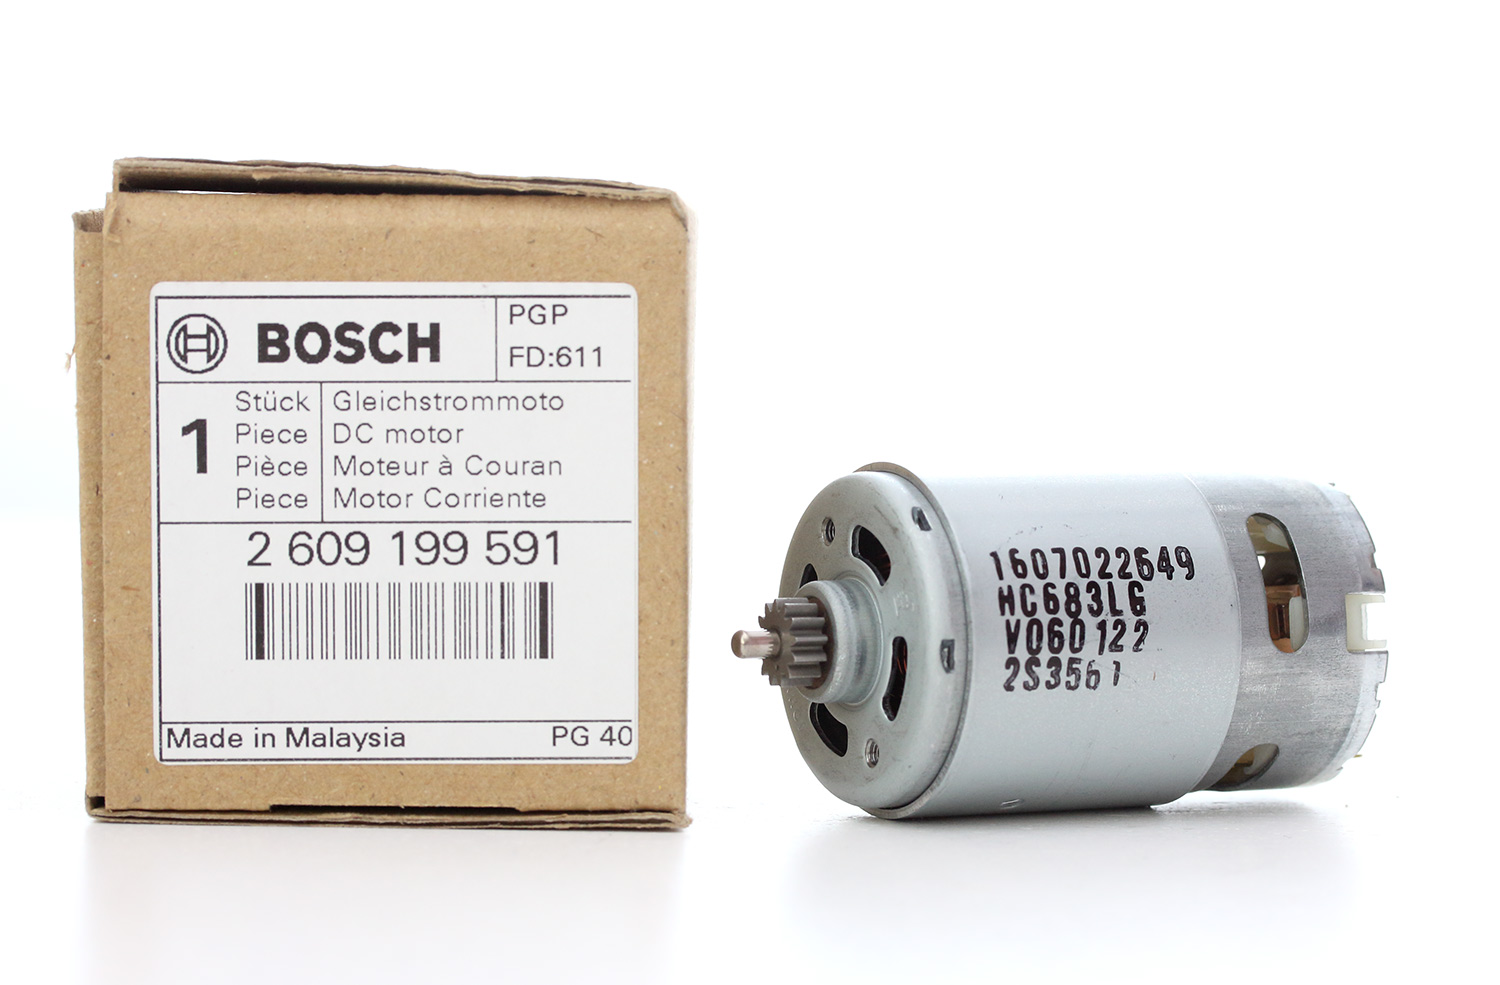 BOSCH
PGP
FD:611
1
Stück
Piece
Pièce
Piece
Gleichstrommoto
DC motor
Moteur à Couran
Motor Corriente
2 609 199 591
Made in Malaysia
PG 40
1607022649
HC683LG
V060122
2S3561